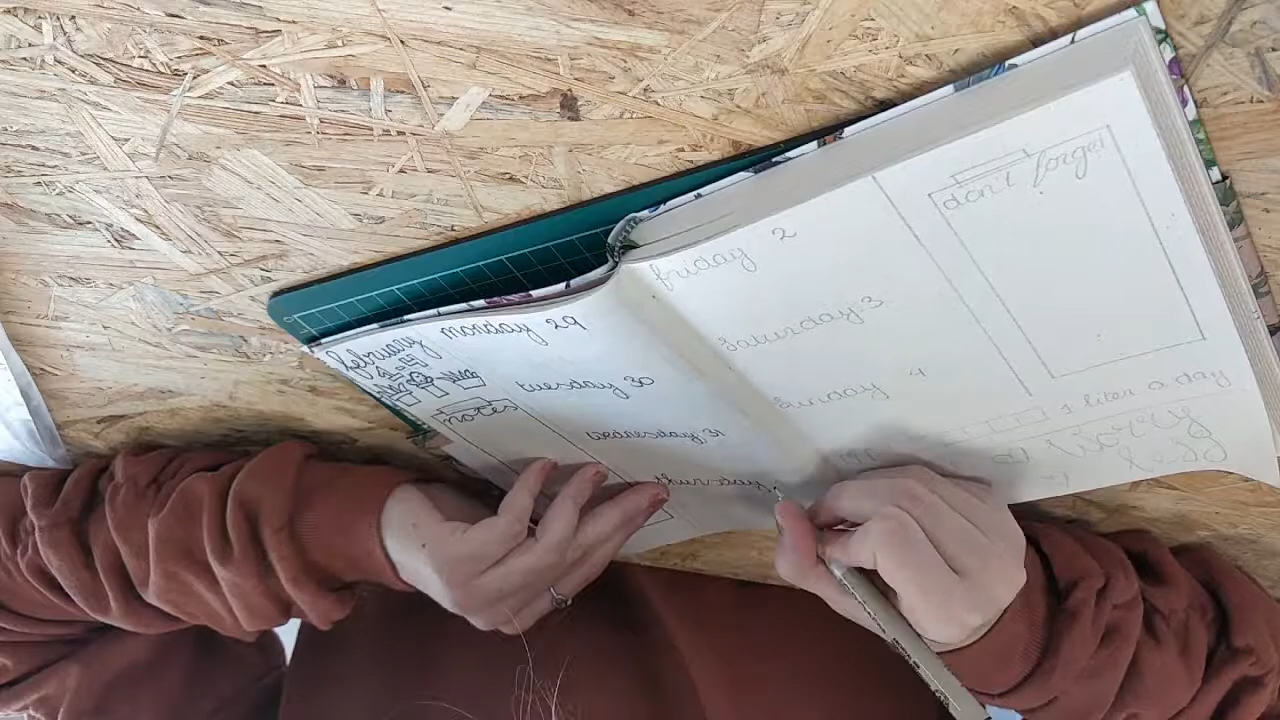 february
monday 29
tuesday 30
wednesday 31
thursday
notes
friday 2
saturday 3
sunday 4
don't forget
1 liter a day